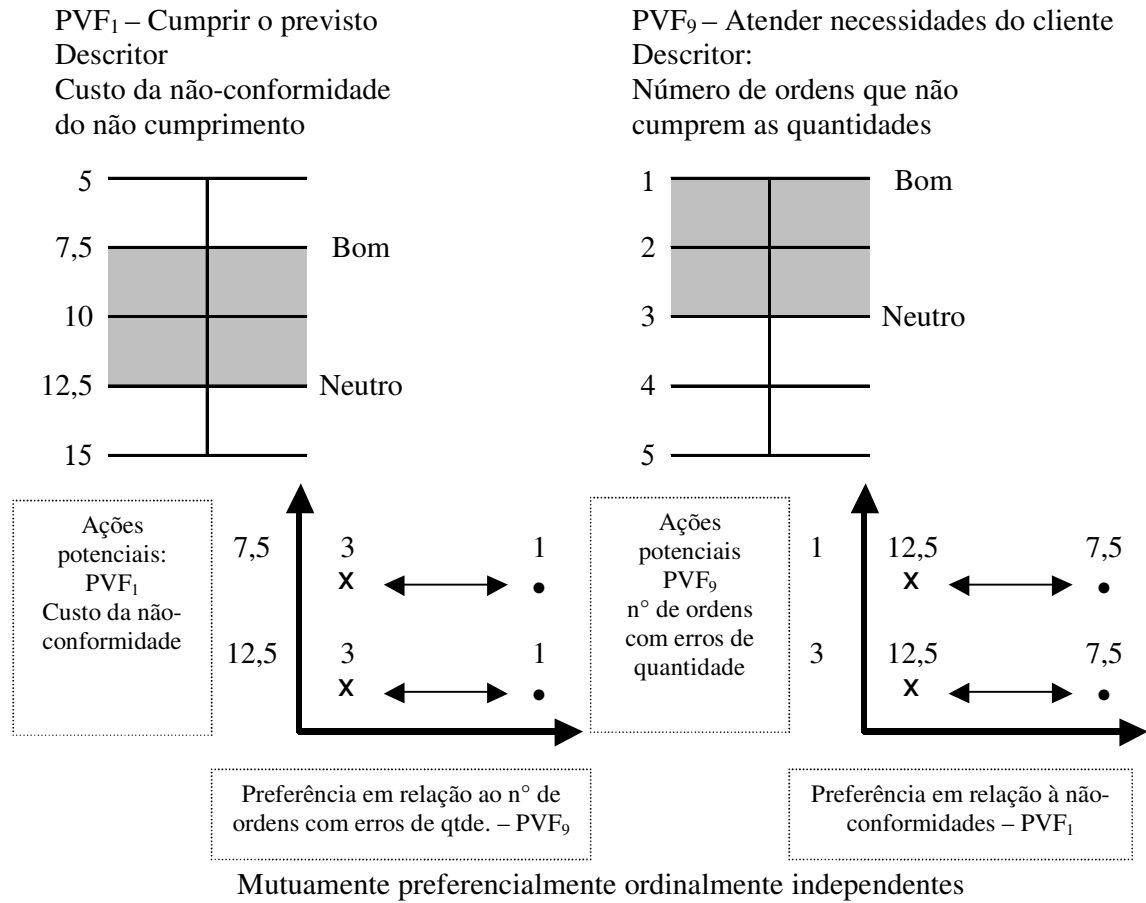 PVF₁ – Cumprir o previsto
Descritor
Custo da não-conformidade
do não cumprimento
PVF₉ – Atender necessidades do cliente
Descritor:
Número de ordens que não
cumprem as quantidades
5
7,5 Bom
10
12,5 Neutro
15
1 Bom
2
3 Neutro
4
5
Ações
potenciais:
PVF₁
Custo da não-
conformidade
7,5 3 1
x •
12,5 3 1
x •
Preferência em relação ao n° de
ordens com erros de qtde. – PVF₉
Ações
potenciais
PVF₉
n° de ordens
com erros de
quantidade
1 12,5 7,5
x •
3 12,5 7,5
x •
Preferência em relação à não-
conformidades – PVF₁
Mutuamente preferencialmente ordinalmente independentes